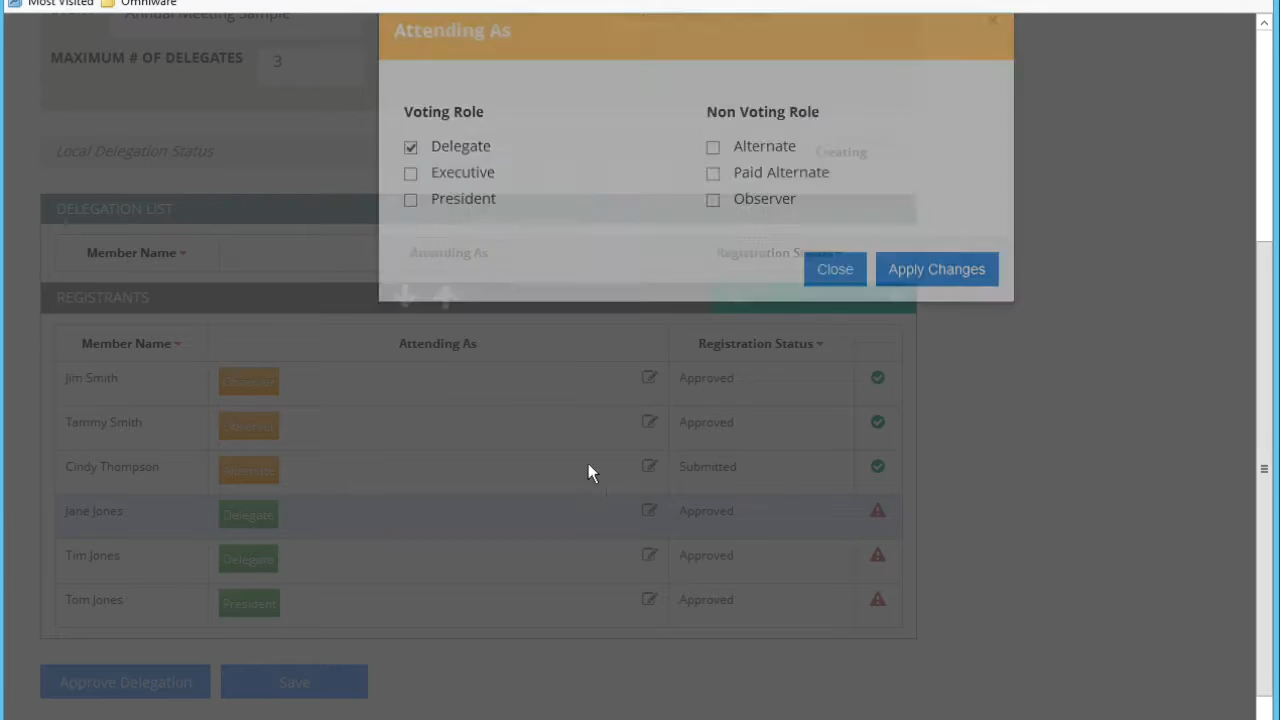 Most Visited Omniware
Annual Meeting Sample
MAXIMUM # OF DELEGATES 3
Attending As
Voting Role Non Voting Role
Delegate Alternate
Executive Paid Alternate
President Observer
Close Apply Changes
Local Delegation Status Creating
DELEGATION LIST
Member Name Attending As Registration Status
REGISTRANTS
Member Name Attending As Registration Status
Jim Smith Observer Approved
Tammy Smith Observer Approved
Cindy Thompson Alternate Submitted
Jane Jones Delegate Approved
Tim Jones Delegate Approved
Tom Jones President Approved
Approve Delegation Save